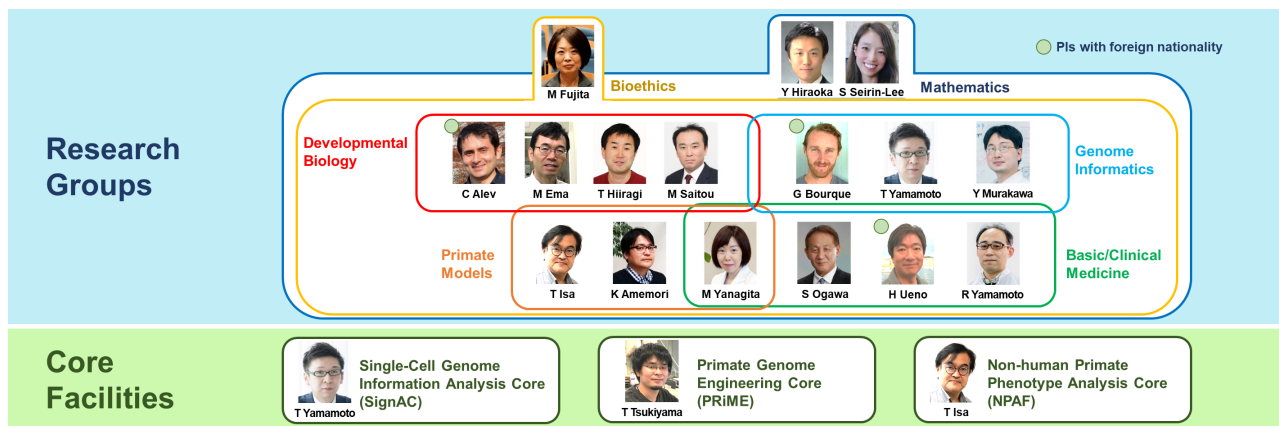 PIs with foreign nationality
M Fujita
Bioethics
Y Hiraoka
S Seirin-Lee
Mathematics
Research
Groups
Developmental
Biology
C Alev
M Ema
T Hiiragi
M Saitou
G Bourque
T Yamamoto
Y Murakawa
Genome
Informatics
Primate
Models
T Isa
K Amemori
M Yanagita
S Ogawa
H Ueno
R Yamamoto
Basic/Clinical
Medicine
Core
Facilities
T Yamamoto
Single-Cell Genome
Information Analysis Core
(SignAC)
T Tsukiyama
Primate Genome
Engineering Core
(PRiME)
T Isa
Non-human Primate
Phenotype Analysis Core
(NPAF)